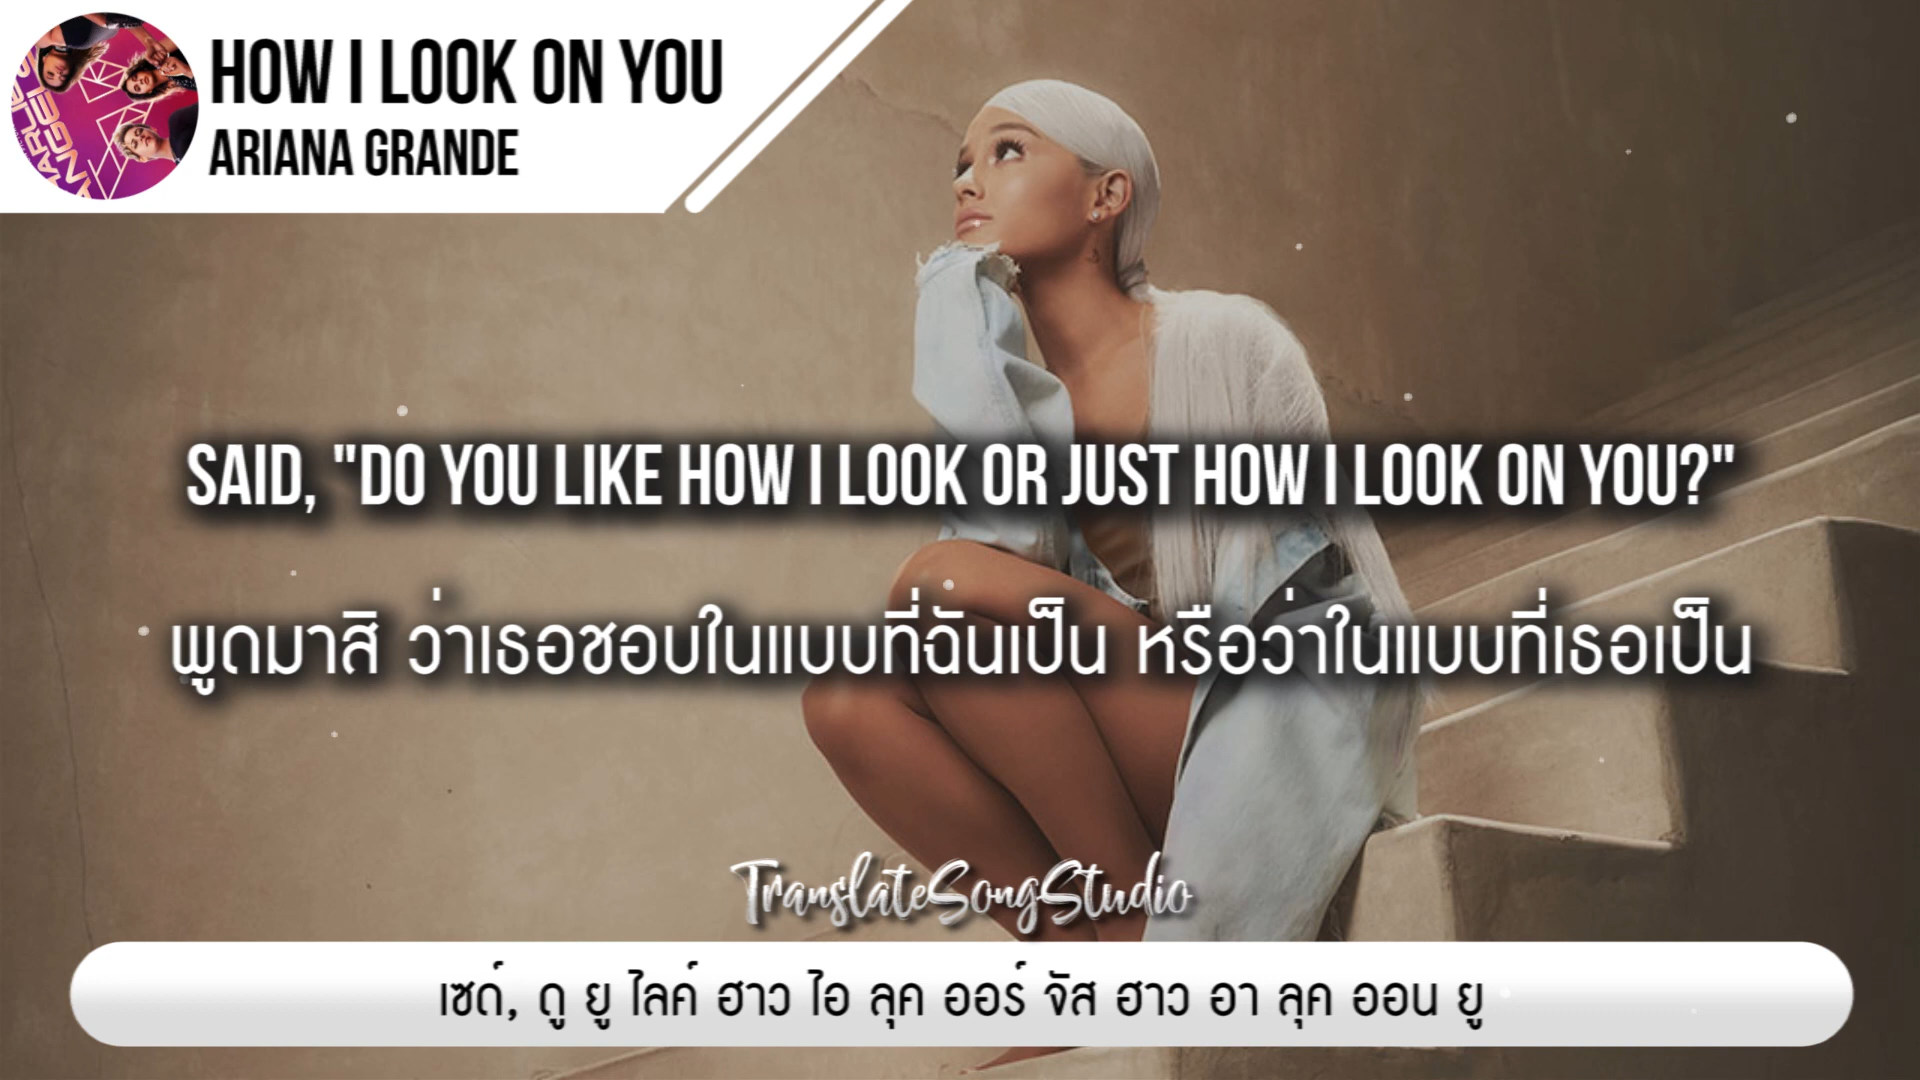 HOW I LOOK ON YOU
ARIANA GRANDE
SAID, "DO YOU LIKE HOW I LOOK OR JUST HOW I LOOK ON YOU?"
พูดมาสิ ว่าเธอชอบในแบบที่ฉันเป็น หรือว่าในแบบที่เธอเป็น
TranslateSongStudio
เซด์, ดู ยู ไลค์ ฮาว ไอ ลุค ออร์ จัส ฮาว อา ลุค ออน ยู